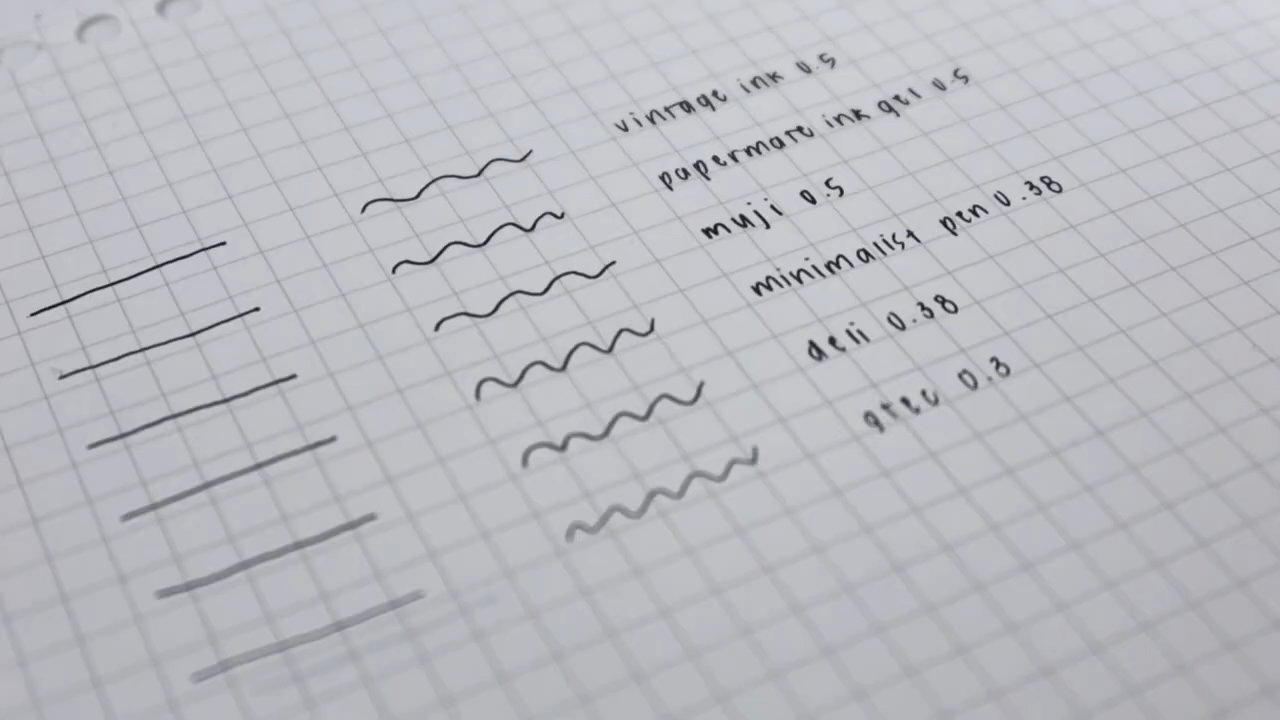 vintage ink 0.5
papermate ink gel 0.5
muji 0.5
minimalist pen 0.38
deli 0.38
gtec 0.3